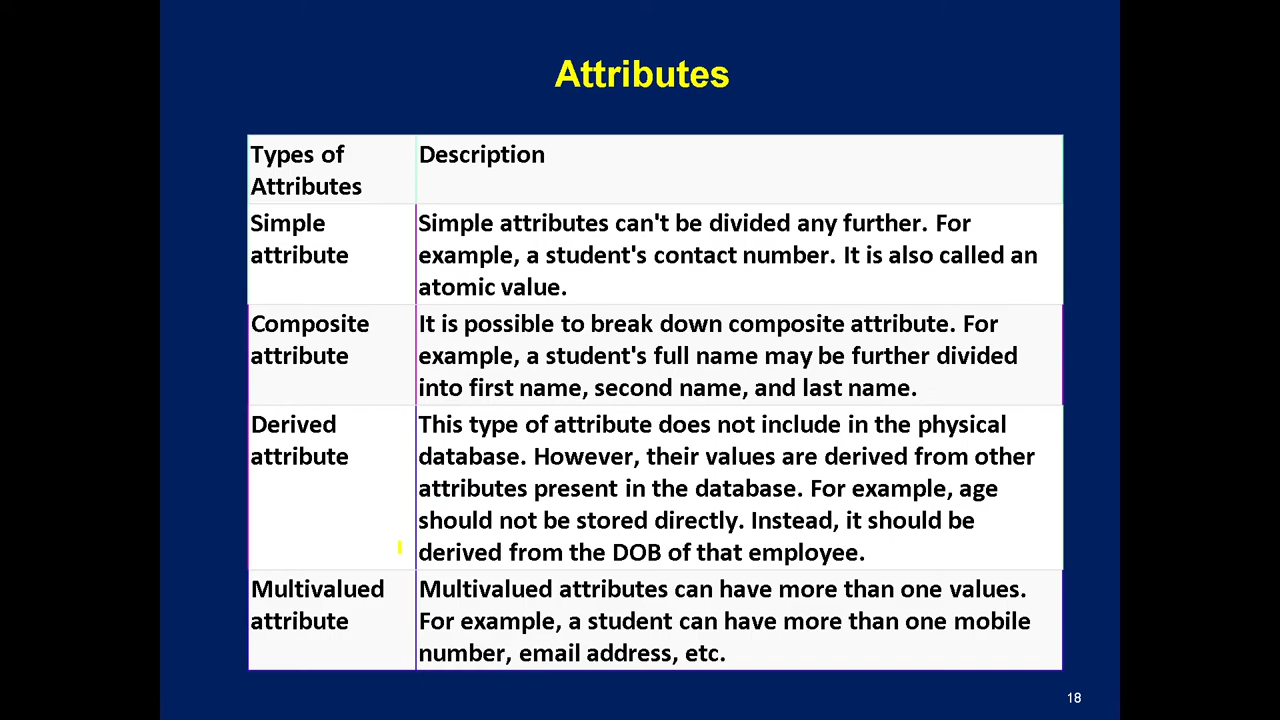 Attributes
Types of
Attributes
Description
Simple
attribute
Simple attributes can't be divided any further. For
example, a student's contact number. It is also called an
atomic value.
Composite
attribute
It is possible to break down composite attribute. For
example, a student's full name may be further divided
into first name, second name, and last name.
Derived
attribute
This type of attribute does not include in the physical
database. However, their values are derived from other
attributes present in the database. For example, age
should not be stored directly. Instead, it should be
derived from the DOB of that employee.
Multivalued
attribute
Multivalued attributes can have more than one values.
For example, a student can have more than one mobile
number, email address, etc.
18